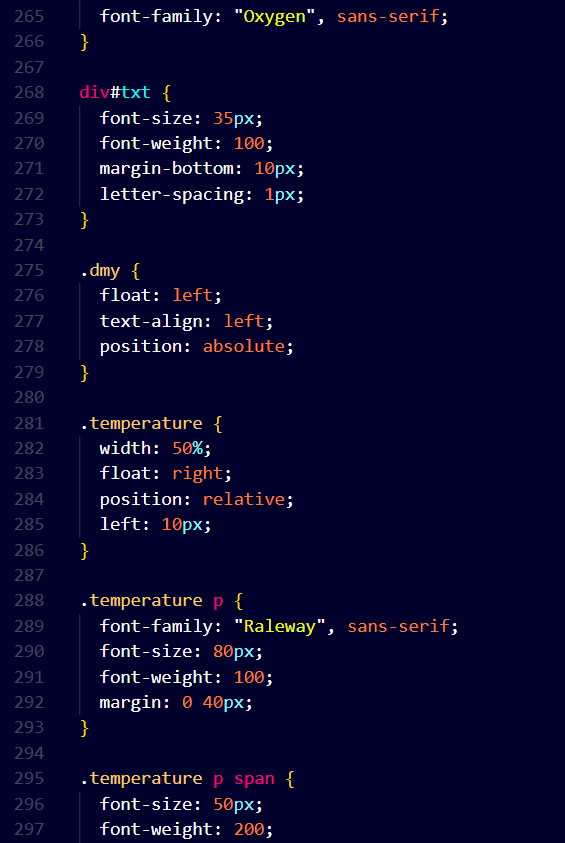 265 font-family: "Oxygen", sans-serif;
266 }
267
268 div#txt {
269 font-size: 35px;
270 font-weight: 100;
271 margin-bottom: 10px;
272 letter-spacing: 1px;
273 }
274
275 .dmy {
276 float: left;
277 text-align: left;
278 position: absolute;
279 }
280
281 .temperature {
282 width: 50%;
283 float: right;
284 position: relative;
285 left: 10px;
286 }
287
288 .temperature p {
289 font-family: "Raleway", sans-serif;
290 font-size: 80px;
291 font-weight: 100;
292 margin: 0 40px;
293 }
294
295 .temperature p span {
296 font-size: 50px;
297 font-weight: 200;